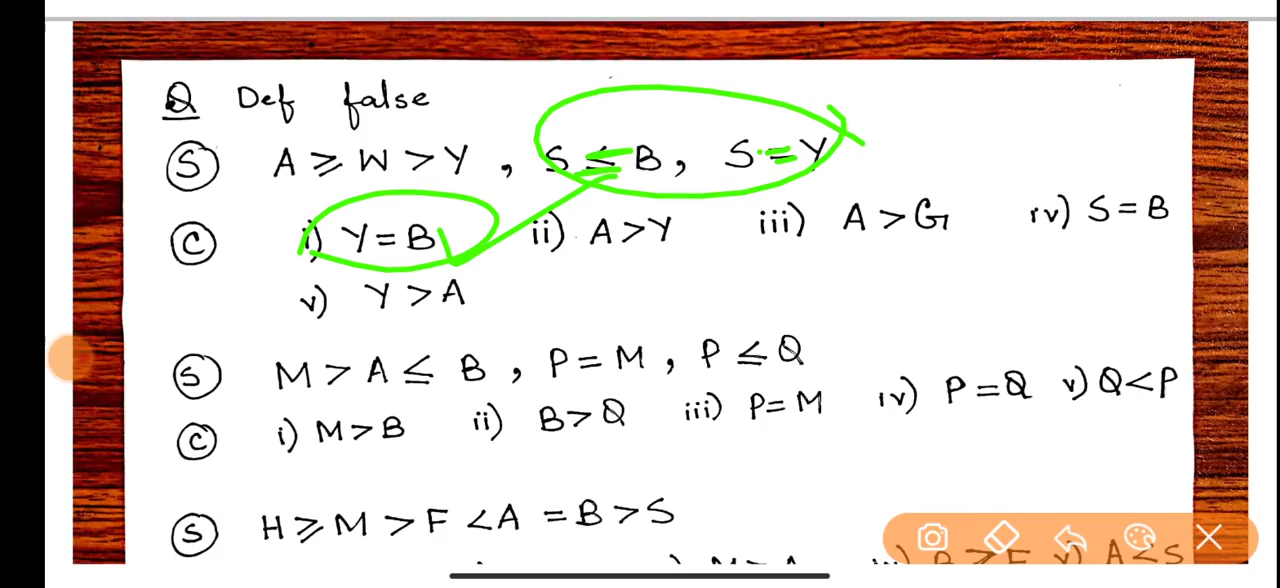 Q Def false
S A ⩾ W > Y , S ≤ B , S = Y
C i) Y = B ii) A > Y iii) A > G iv) S = B
v) Y > A
S M > A ≤ B , P = M , P ≤ Q
C i) M > B ii) B > Q iii) P = M iv) P = Q v) Q < P
S H ⩾ M > F < A = B > S